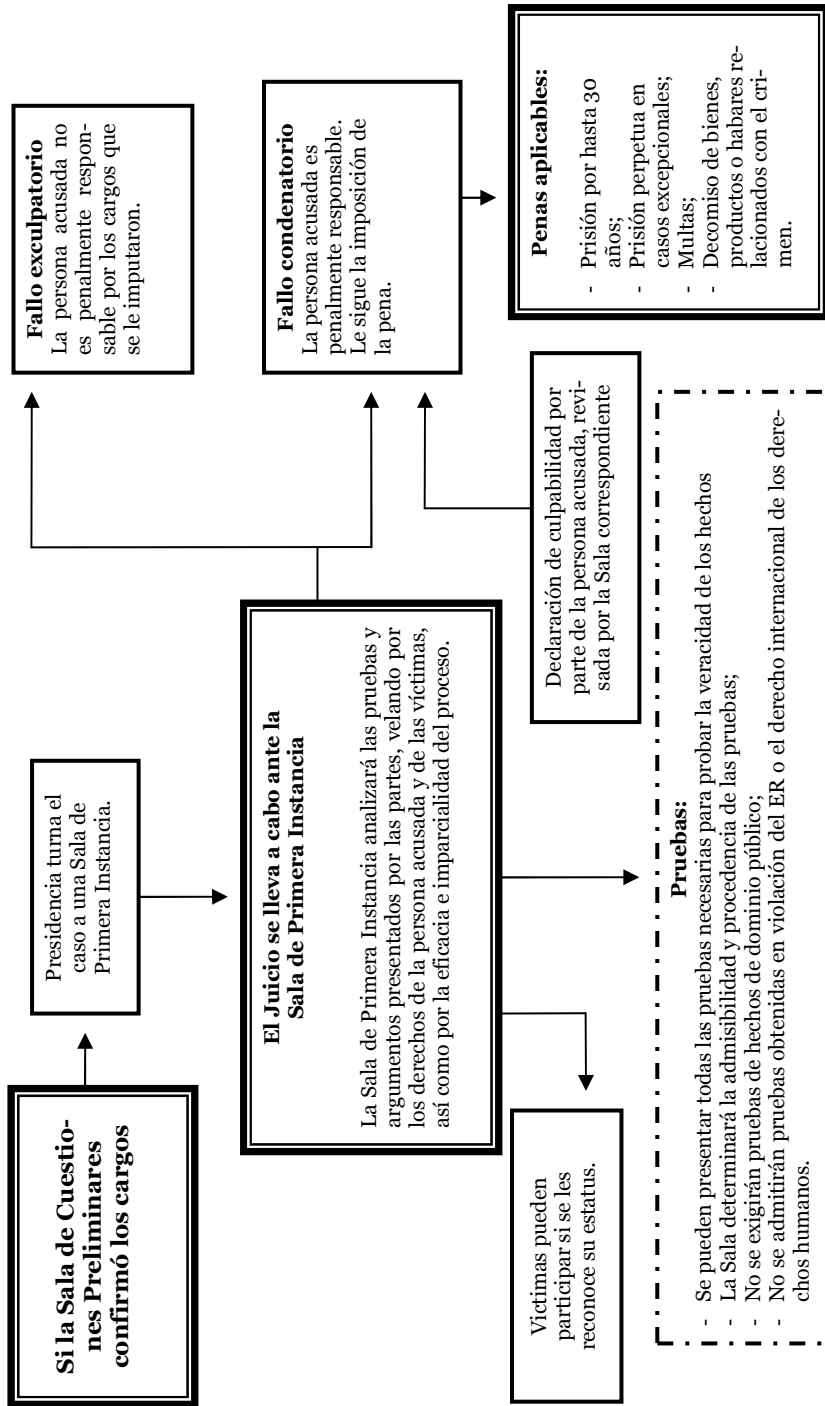 Si la Sala de Cuestio-
nes Preliminares
confirmó los cargos
Presidencia turna el
caso a una Sala de
Primera Instancia.
El Juicio se lleva a cabo ante la
Sala de Primera Instancia
La Sala de Primera Instancia analizará las pruebas y
argumentos presentados por las partes, velando por
los derechos de la persona acusada y de las víctimas,
así como por la eficacia e imparcialidad del proceso.
Fallo exculpatorio
La persona acusada no
es penalmente respon-
sable por los cargos que
se le imputaron.
Fallo condenatorio
La persona acusada es
penalmente responsable.
Le sigue la imposición de
la pena.
Victimas pueden
participar si se les
reconoce su estatus.
Declaración de culpabilidad por
parte de la persona acusada, revi-
sada por la Sala correspondiente
Penas aplicables:
- Prisión por hasta 30
años;
- Prisión perpetua en
casos excepcionales;
- Multas;
- Decomiso de bienes,
productos o habares re-
lacionados con el cri-
men.
Pruebas:
- Se pueden presentar todas las pruebas necesarias para probar la veracidad de los hechos
- La Sala determinará la admisibilidad y procedencia de las pruebas;
- No se exigirán pruebas de hechos de dominio público;
- No se admitirán pruebas obtenidas en violación del ER o el derecho internacional de los dere-
chos humanos.